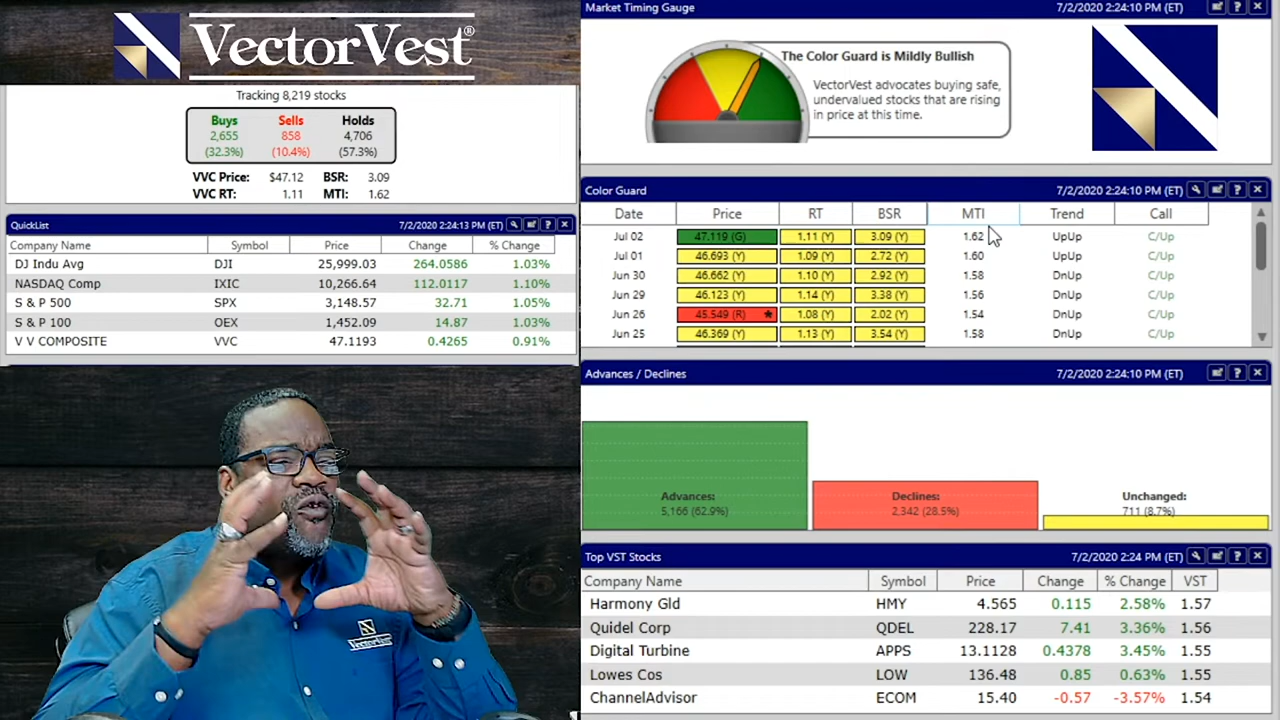 VectorVest®
Tracking 8,219 stocks
Buys Sells Holds
2,655 858 4,706
(32.3%) (10.4%) (57.3%)
VVC Price: $47.12 BSR: 3.09
VVC RT: 1.11 MTI: 1.62
QuickList 7/2/2020 2:24:13 PM (ET)
Company Name Symbol Price Change % Change
DJ Indu Avg DJI 25,999.03 264.0586 1.03%
NASDAQ Comp IXIC 10,266.64 112.0117 1.10%
S & P 500 SPX 3,148.57 32.71 1.05%
S & P 100 OEX 1,452.09 14.87 1.03%
V V COMPOSITE VVC 47.1193 0.4265 0.91%
VectorVest
Market Timing Gauge 7/2/2020 2:24:10 PM (ET)
The Color Guard is Mildly Bullish
VectorVest advocates buying safe,
undervalued stocks that are rising
in price at this time.
Color Guard 7/2/2020 2:24:10 PM (ET)
Date Price RT BSR MTI Trend Call
Jul 02 47.119 (G) 1.11 (Y) 3.09 (Y) 1.62 UpUp C/Up
Jul 01 46.693 (Y) 1.09 (Y) 2.72 (Y) 1.60 UpUp C/Up
Jun 30 46.662 (Y) 1.10 (Y) 2.92 (Y) 1.58 DnUp C/Up
Jun 29 46.123 (Y) 1.14 (Y) 3.38 (Y) 1.56 DnUp C/Up
Jun 26 45.549 (R) * 1.08 (Y) 2.02 (Y) 1.54 DnUp C/Up
Jun 25 46.369 (Y) 1.13 (Y) 3.54 (Y) 1.58 DnUp C/Up
Advances / Declines 7/2/2020 2:24:10 PM (ET)
Advances: Declines: Unchanged:
5,166 (62.9%) 2,342 (28.5%) 711 (8.7%)
Top VST Stocks 7/2/2020 2:24 PM (ET)
Company Name Symbol Price Change % Change VST
Harmony Gld HMY 4.565 0.115 2.58% 1.57
Quidel Corp QDEL 228.17 7.41 3.36% 1.56
Digital Turbine APPS 13.1128 0.4378 3.45% 1.55
Lowes Cos LOW 136.48 0.85 0.63% 1.55
ChannelAdvisor ECOM 15.40 -0.57 -3.57% 1.54